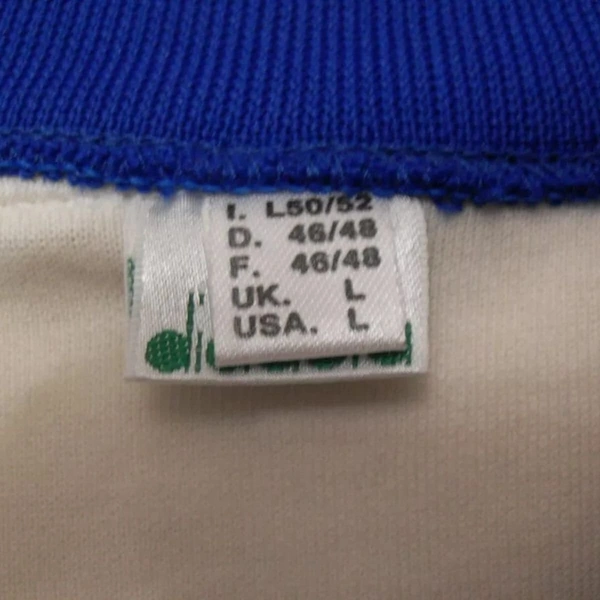 I. L50/52
D. 46/48
F. 46/48
UK. L
USA. L